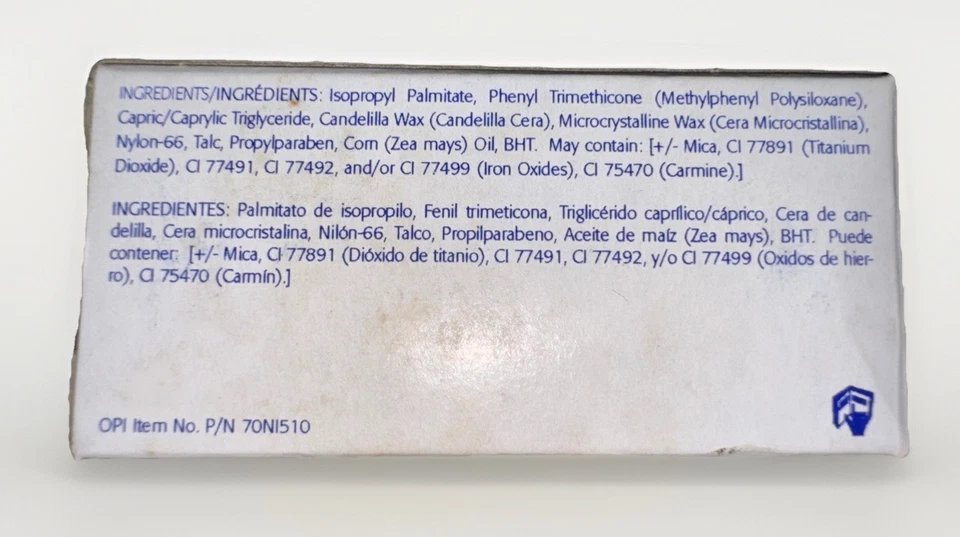 INGREDIENTS/INGRÉDIENTS: Isopropyl Palmitate, Phenyl Trimethicone (Methylphenyl Polysiloxane),
Capric/Caprylic Triglyceride, Candelilla Wax (Candelilla Cera), Microcrystalline Wax (Cera Microcristallina),
Nylon-66, Talc, Propylparaben, Corn (Zea mays) Oil, BHT. May contain: [+/- Mica, CI 77891 (Titanium
Dioxide), CI 77491, CI 77492, and/or CI 77499 (Iron Oxides), CI 75470 (Carmine).]
INGREDIENTES: Palmitato de isopropilo, Fenil trimeticona, Triglicérido caprílico/cáprico, Cera de can-
delilla, Cera microcristalina, Nilón-66, Talco, Propilparabeno, Aceite de maíz (Zea mays), BHT. Puede
contener: [+/- Mica, CI 77891 (Dióxido de titanio), CI 77491, CI 77492, y/o CI 77499 (Oxidos de hier-
ro), CI 75470 (Carmín).]
OPI Item No. P/N 70NI510